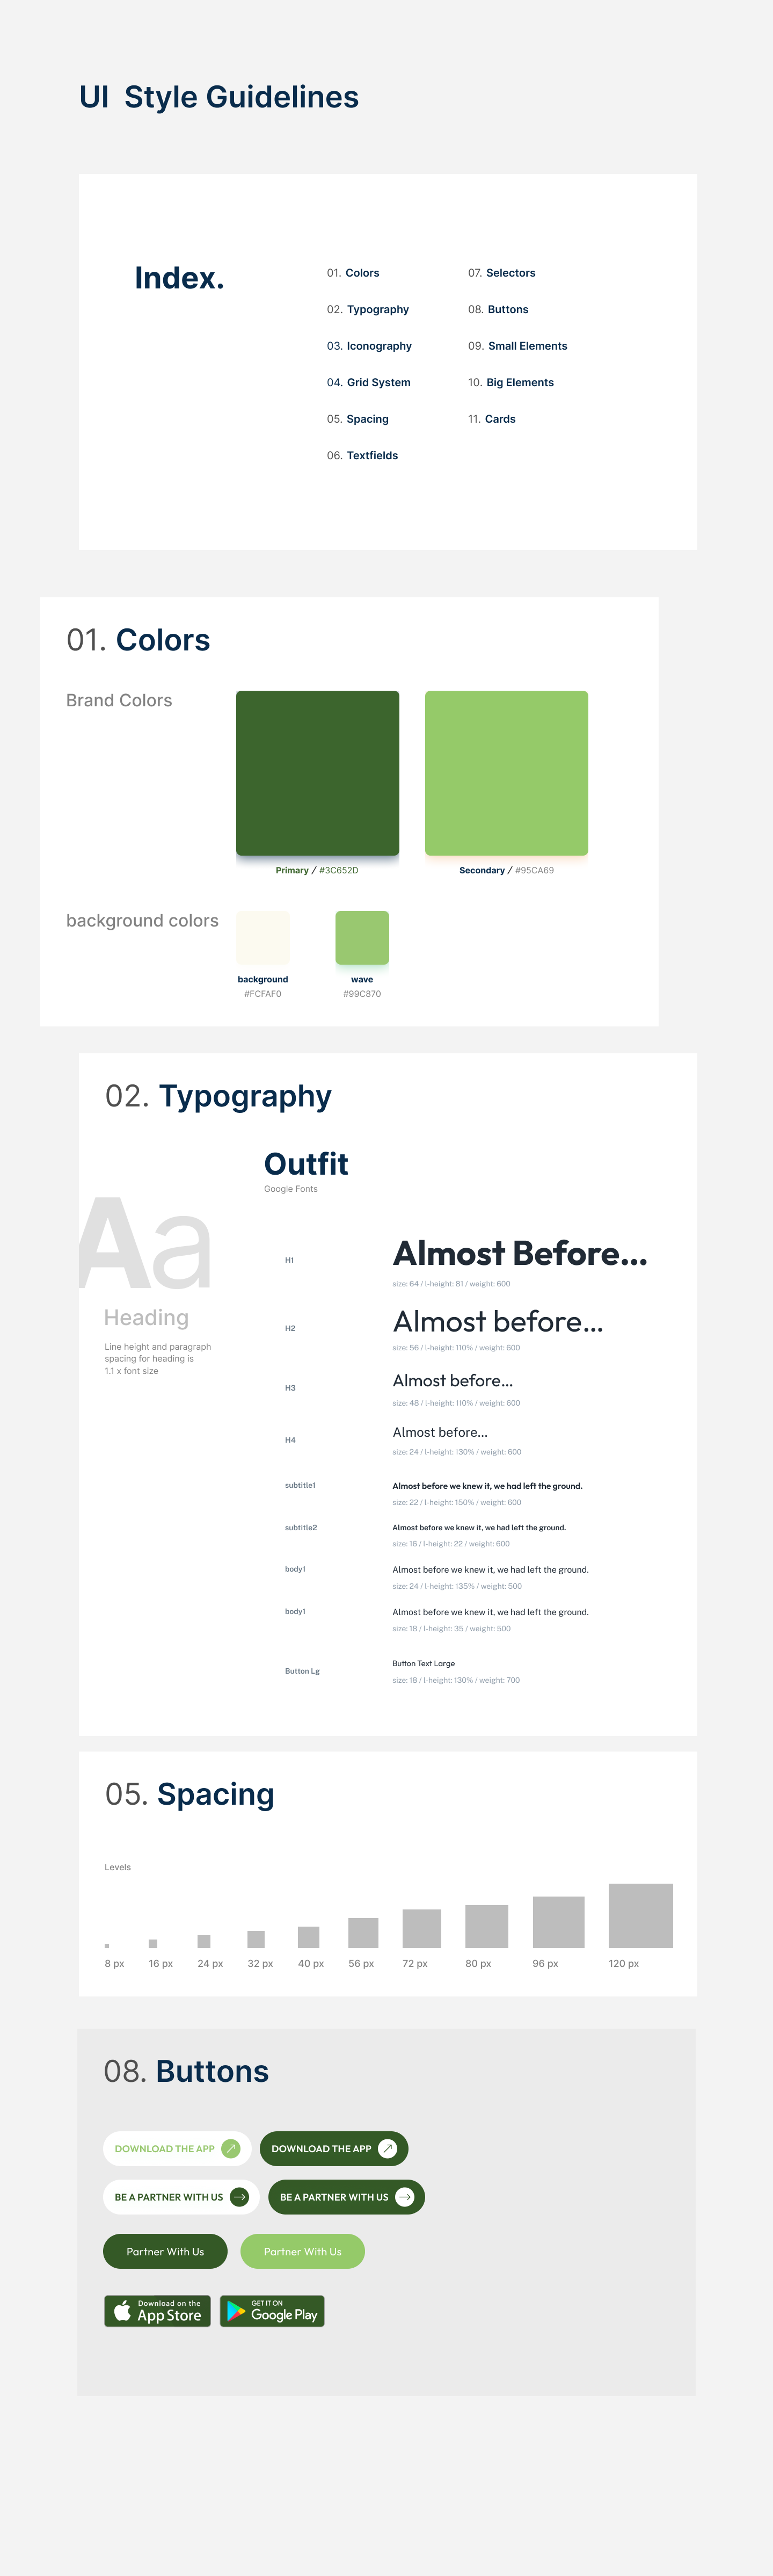 UI  Style Guidelines
Index.
01. Colors
02. Typography
03. Iconography
04. Grid System
05. Spacing
06. Textfields
07. Selectors
08. Buttons
09. Small Elements
10. Big Elements
11. Cards
01. Colors
Brand Colors
Primary / #3C652D
Secondary / #95CA69
background colors
background
#FCFAF0
wave
#99C870
02. Typography
Outfit
Google Fonts
Aa
Heading
Line height and paragraph
spacing for heading is
1.1 x font size
H1
Almost Before...
size: 64 / l-height: 81 / weight: 600
H2
Almost before...
size: 56 / l-height: 110% / weight: 600
H3
Almost before...
size: 48 / l-height: 110% / weight: 600
H4
Almost before...
size: 24 / l-height: 130% / weight: 600
subtitle1
Almost before we knew it, we had left the ground.
size: 22 / l-height: 150% / weight: 600
subtitle2
Almost before we knew it, we had left the ground.
size: 16 / l-height: 22 / weight: 600
body1
Almost before we knew it, we had left the ground.
size: 24 / l-height: 135% / weight: 500
body1
Almost before we knew it, we had left the ground.
size: 18 / l-height: 35 / weight: 500
Button Lg
Button Text Large
size: 18 / l-height: 130% / weight: 700
05. Spacing
Levels
8 px 16 px 24 px 32 px 40 px 56 px 72 px 80 px 96 px 120 px
08. Buttons
DOWNLOAD THE APP
DOWNLOAD THE APP
BE A PARTNER WITH US
BE A PARTNER WITH US
Partner With Us
Partner With Us
Download on the
App Store
GET IT ON
Google Play